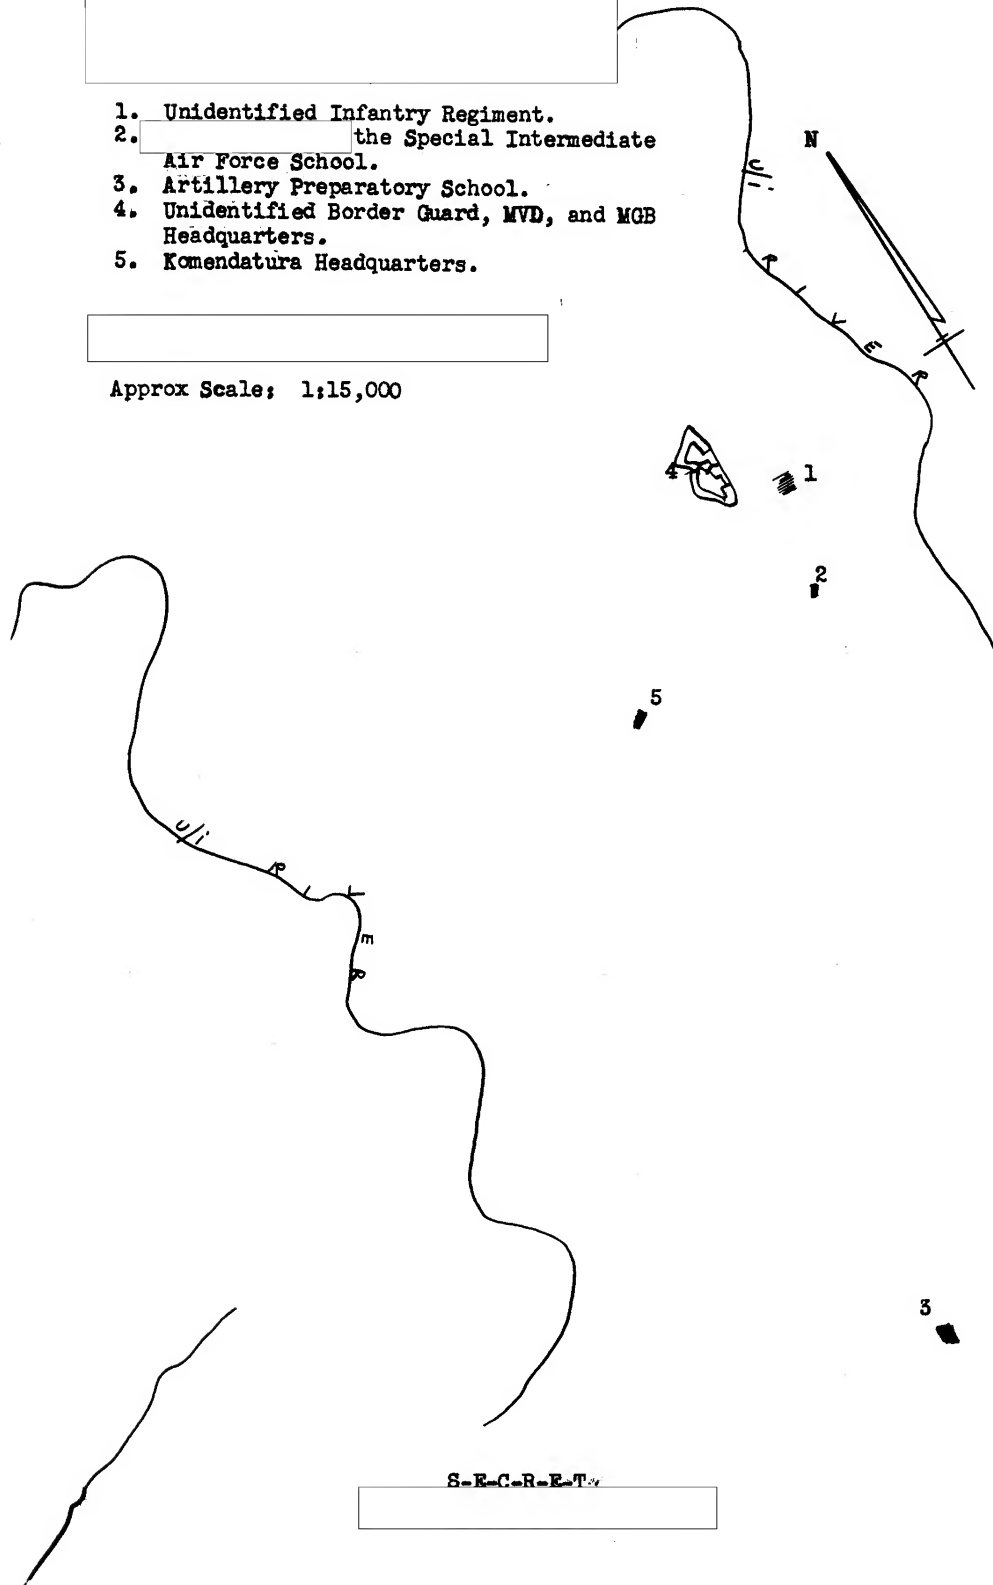 1. Unidentified Infantry Regiment.
2. the Special Intermediate
Air Force School.
3. Artillery Preparatory School.
4. Unidentified Border Guard, MVD, and MGB
Headquarters.
5. Komendatura Headquarters.
Approx Scale: 1:15,000
N
u/i RIVER
4
1
2
5
u/i RIVER
3
S-E-C-R-E-T